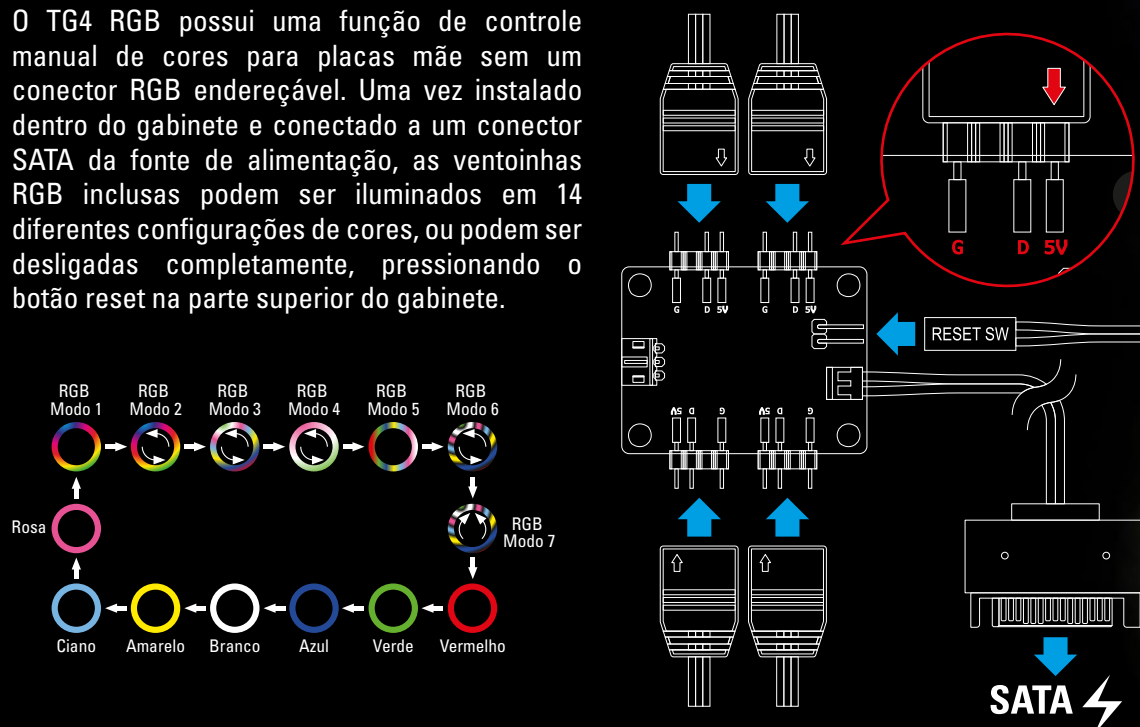 O TG4 RGB possui uma função de controle
manual de cores para placas mãe sem um
conector RGB endereçável. Uma vez instalado
dentro do gabinete e conectado a um conector
SATA da fonte de alimentação, as ventoinhas
RGB inclusas podem ser iluminados em 14
diferentes configurações de cores, ou podem ser
desligadas completamente, pressionando o
botão reset na parte superior do gabinete.
RGB
Modo 1
RGB
Modo 2
RGB
Modo 3
RGB
Modo 4
RGB
Modo 5
RGB
Modo 6
RGB
Modo 7
Rosa
Ciano
Amarelo
Branco
Azul
Verde
Vermelho
G D 5V
G D 5V
G D 5V
RESET SW
5V D G
5V D G
SATA